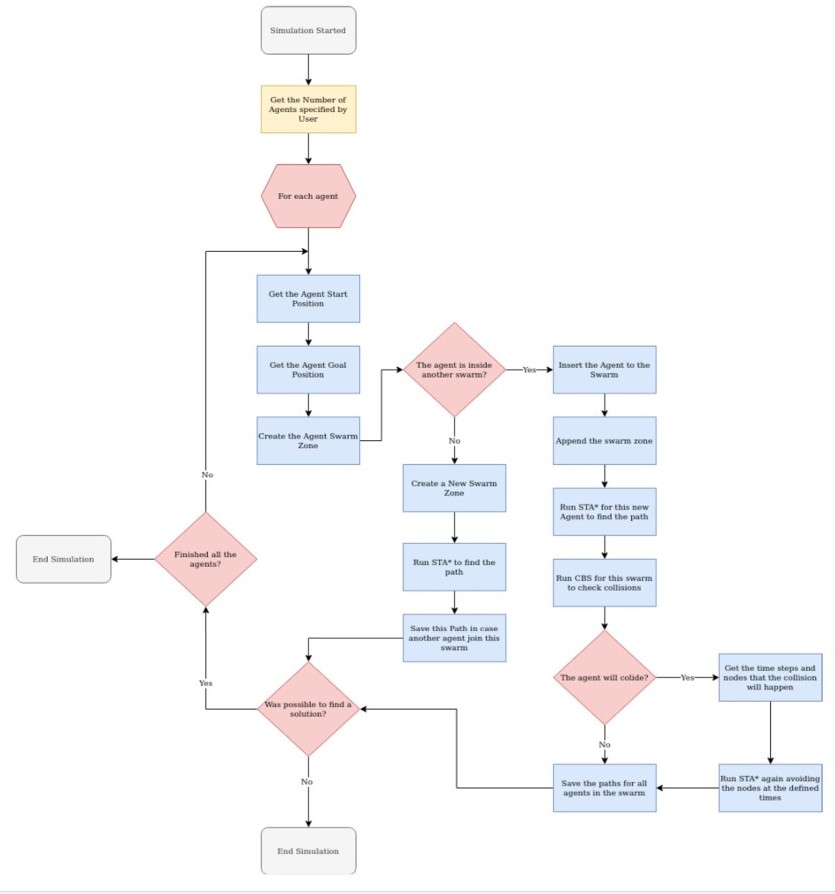 Simulation Started
Get the Number of
Agents specified by
User
For each agent
Get the Agent Start
Position
Get the Agent Goal
Position
Create the Agent Swarm
Zone
The agent is inside
another swarm?
Yes
Insert the Agent to the
Swarm
Append the swarm zone
Run STA* for this new
Agent to find the path
Run CBS for this swarm
to check collisions
The agent will colide?
Yes
Get the time steps and
nodes that the collision
will happen
Run STA* again avoiding
the nodes at the defined
times
No
Save the paths for all
agents in the swarm
No
Create a New Swarm
Zone
Run STA* to find the
path
Save this Path in case
another agent join this
swarm
Was possible to find a
solution?
Yes
Finished all the
agents?
No
End Simulation
No
End Simulation